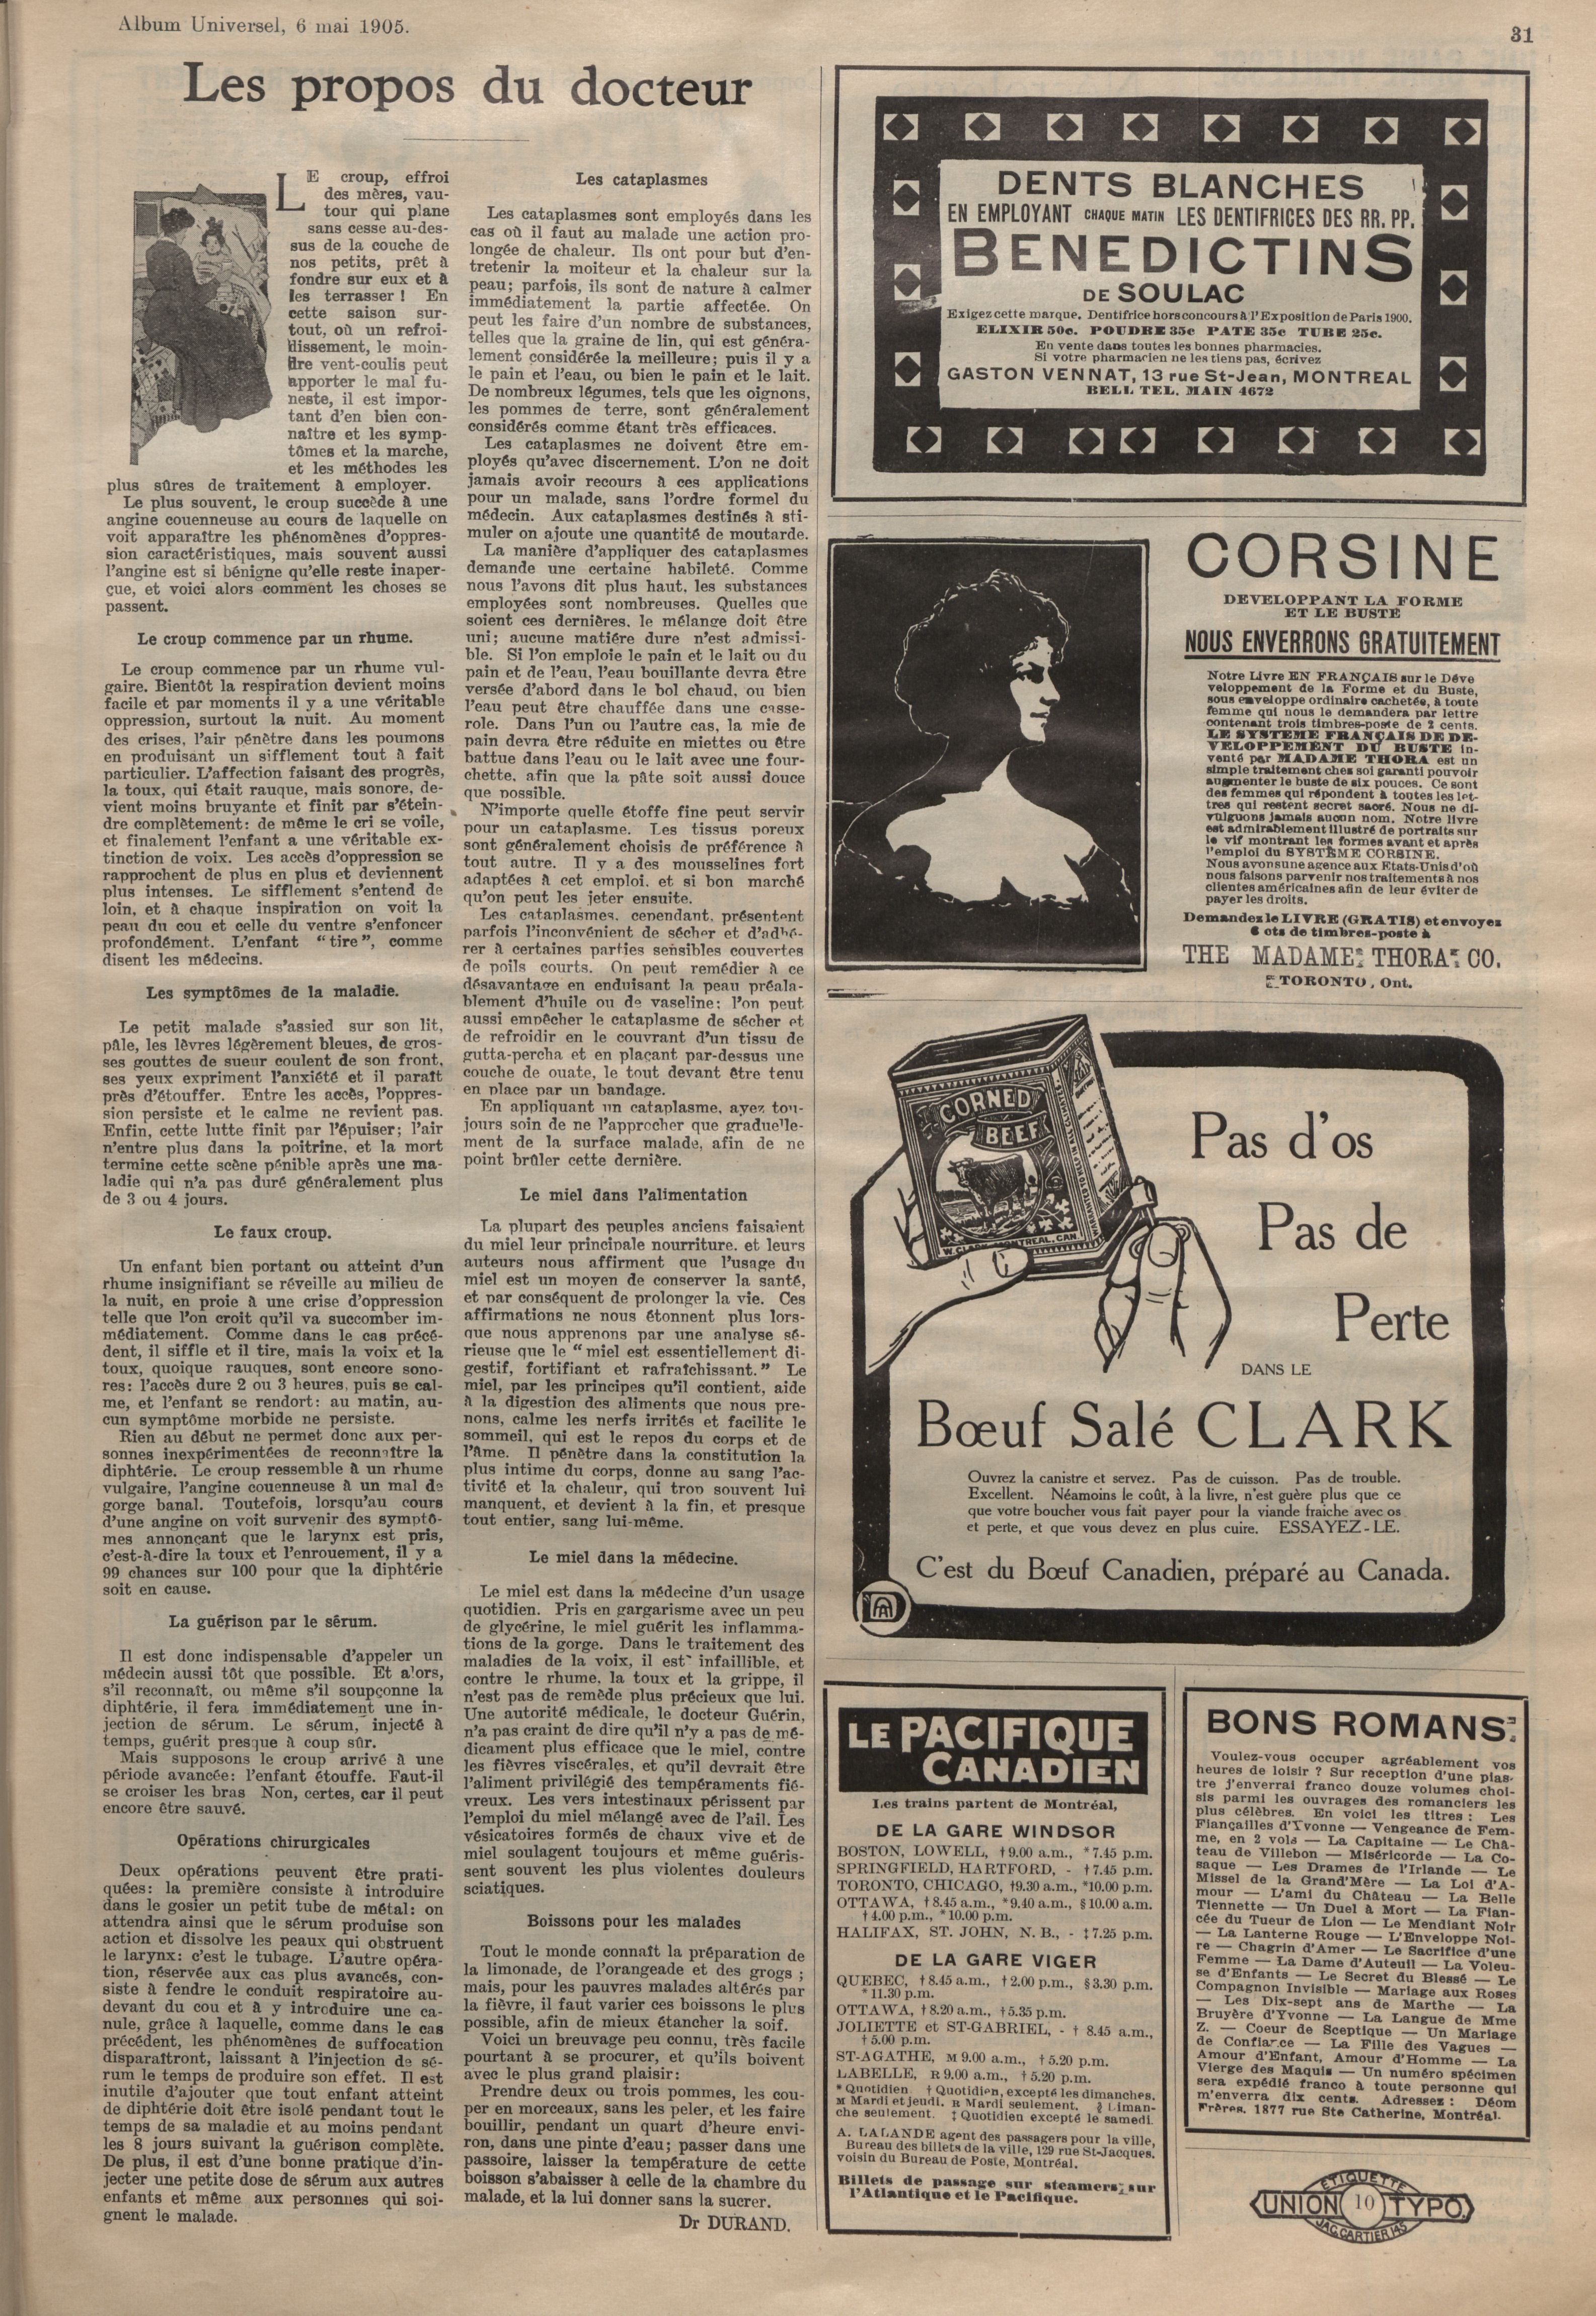 Album Universel, 6 mai 1905.
31
Les propos du docteur
LE croup, effroi
des mères, vau-
tour qui plane
sans cesse au-des-
sus de la couche de
nos petits, prêt à
fondre sur eux et à
les terrasser ! En
cette saison sur-
tout, où un refroi-
dissement, le moin-
dre vent-coulis peut
apporter le mal fu-
neste, il est impor-
tant d'en bien con-
naître et les symp-
tômes et la marche,
et les méthodes les
plus sûres de traitement à employer.
Le plus souvent, le croup succède à une
angine couenneuse au cours de laquelle on
voit apparaître les phénomènes d'oppres-
sion caractéristiques, mais souvent aussi
l'angine est si bénigne qu'elle reste inaper-
çue, et voici alors comment les choses se
passent.
Le croup commence par un rhume.
Le croup commence par un rhume vul-
gaire. Bientôt la respiration devient moins
facile et par moments il y a une véritable
oppression, surtout la nuit. Au moment
des crises, l'air pénètre dans les poumons
en produisant un sifflement tout à fait
particulier. L'affection faisant des progrès,
la toux, qui était rauque, mais sonore, de-
vient moins bruyante et finit par s'étein-
dre complètement: de même le cri se voile,
et finalement l'enfant a une véritable ex-
tinction de voix. Les accès d'oppression se
rapprochent de plus en plus et deviennent
plus intenses. Le sifflement s'entend de
loin, et à chaque inspiration on voit la
peau du cou et celle du ventre s'enfoncer
profondément. L'enfant "tire", comme
disent les médecins.
Les symptômes de la maladie.
Le petit malade s'assied sur son lit,
pâle, les lèvres légèrement bleues, de gros-
ses gouttes de sueur coulent de son front,
ses yeux expriment l'anxiété et il paraît
près d'étouffer. Entre les accès, l'oppres-
sion persiste et le calme ne revient pas.
Enfin, cette lutte finit par l'épuiser; l'air
n'entre plus dans la poitrine, et la mort
termine cette scène pénible après une ma-
ladie qui n'a pas duré généralement plus
de 3 ou 4 jours.
Le faux croup.
Un enfant bien portant ou atteint d'un
rhume insignifiant se réveille au milieu de
la nuit, en proie à une crise d'oppression
telle que l'on croit qu'il va succomber im-
médiatement. Comme dans le cas précé-
dent, il siffle et il tire, mais la voix et la
toux, quoique rauques, sont encore sono-
res: l'accès dure 2 ou 3 heures, puis se cal-
me, et l'enfant se rendort: au matin, au-
cun symptôme morbide ne persiste.
Rien au début ne permet donc aux per-
sonnes inexpérimentées de reconnaître la
diphtérie. Le croup ressemble à un rhume
vulgaire, l'angine couenneuse à un mal de
gorge banal. Toutefois, lorsqu'au cours
d'une angine on voit survenir des symptô-
mes annonçant que le larynx est pris,
c'est-à-dire la toux et l'enrouement, il y a
99 chances sur 100 pour que la diphtérie
soit en cause.
La guérison par le sérum.
Il est donc indispensable d'appeler un
médecin aussi tôt que possible. Et alors,
s'il reconnaît, ou même s'il soupçonne la
diphtérie, il fera immédiatement une in-
jection de sérum. Le sérum, injecté à
temps, guérit presque à coup sûr.
Mais supposons le croup arrivé à une
période avancée: l'enfant étouffe. Faut-il
se croiser les bras Non, certes, car il peut
encore être sauvé.
Opérations chirurgicales
Deux opérations peuvent être prati-
quées: la première consiste à introduire
dans le gosier un petit tube de métal: on
attendra ainsi que le sérum produise son
action et dissolve les peaux qui obstruent
le larynx: c'est le tubage. L'autre opéra-
tion, réservée aux cas plus avancés, con-
siste à fendre le conduit respiratoire au-
devant du cou et à y introduire une ca-
nule, grâce à laquelle, comme dans le cas
précédent, les phénomènes de suffocation
disparaîtront, laissant à l'injection de sé-
rum le temps de produire son effet. Il est
inutile d'ajouter que tout enfant atteint
de diphtérie doit être isolé pendant tout le
temps de sa maladie et au moins pendant
les 8 jours suivant la guérison complète.
De plus, il est d'une bonne pratique d'in-
jecter une petite dose de sérum aux autres
enfants et même aux personnes qui soi-
gnent le malade.
Les cataplasmes
Les cataplasmes sont employés dans les
cas où il faut au malade une action pro-
longée de chaleur. Ils ont pour but d'en-
tretenir la moiteur et la chaleur sur la
peau; parfois, ils sont de nature à calmer
immédiatement la partie affectée. On
peut les faire d'un nombre de substances,
telles que la graine de lin, qui est généra-
lement considérée la meilleure; puis il y a
le pain et l'eau, ou bien le pain et le lait.
De nombreux légumes, tels que les oignons,
les pommes de terre, sont généralement
considérés comme étant très efficaces.
Les cataplasmes ne doivent être em-
ployés qu'avec discernement. L'on ne doit
jamais avoir recours à ces applications
pour un malade, sans l'ordre formel du
médecin. Aux cataplasmes destinés à sti-
muler on ajoute une quantité de moutarde.
La manière d'appliquer des cataplasmes
demande une certaine habileté. Comme
nous l'avons dit plus haut, les substances
employées sont nombreuses. Quelles que
soient ces dernières, le mélange doit être
uni; aucune matière dure n'est admissi-
ble. Si l'on emploie le pain et le lait ou du
pain et de l'eau, l'eau bouillante devra être
versée d'abord dans le bol chaud, ou bien
l'eau peut être chauffée dans une casse-
role. Dans l'un ou l'autre cas, la mie de
pain devra être réduite en miettes ou être
battue dans l'eau ou le lait avec une four-
chette, afin que la pâte soit aussi douce
que possible.
N'importe quelle étoffe fine peut servir
pour un cataplasme. Les tissus poreux
sont généralement choisis de préférence à
tout autre. Il y a des mousselines fort
adaptées à cet emploi, et si bon marché
qu'on peut les jeter ensuite.
Les cataplasmes, cependant, présentent
parfois l'inconvénient de sécher et d'adhé-
rer à certaines parties sensibles couvertes
de poils courts. On peut remédier à ce
désavantage en enduisant la peau préala-
blement d'huile ou de vaseline; l'on peut
aussi empêcher le cataplasme de sécher et
de refroidir en le couvrant d'un tissu de
gutta-percha et en plaçant par-dessus une
couche de ouate, le tout devant être tenu
en place par un bandage.
En appliquant un cataplasme, ayez tou-
jours soin de ne l'approcher que graduelle-
ment de la surface malade, afin de ne
point brûler cette dernière.
Le miel dans l'alimentation
La plupart des peuples anciens faisaient
du miel leur principale nourriture, et leurs
auteurs nous affirment que l'usage du
miel est un moyen de conserver la santé,
et par conséquent de prolonger la vie. Ces
affirmations ne nous étonnent plus lors-
que nous apprenons par une analyse sé-
rieuse que le "miel est essentiellement di-
gestif, fortifiant et rafraîchissant." Le
miel, par les principes qu'il contient, aide
à la digestion des aliments que nous pre-
nons, calme les nerfs irrités et facilite le
sommeil, qui est le repos du corps et de
l'âme. Il pénètre dans la constitution la
plus intime du corps, donne au sang l'ac-
tivité et la chaleur, qui trop souvent lui
manquent, et devient à la fin, et presque
tout entier, sang lui-même.
Le miel dans la médecine.
Le miel est dans la médecine d'un usage
quotidien. Pris en gargarisme avec un peu
de glycérine, le miel guérit les inflamma-
tions de la gorge. Dans le traitement des
maladies de la voix, il est infaillible, et
contre le rhume, la toux et la grippe, il
n'est pas de remède plus précieux que lui.
Une autorité médicale, le docteur Guérin,
n'a pas craint de dire qu'il n'y a pas de mé-
dicament plus efficace que le miel, contre
les fièvres viscérales, et qu'il devrait être
l'aliment privilégié des tempéraments fié-
vreux. Les vers intestinaux périssent par
l'emploi du miel mélangé avec de l'ail. Les
vésicatoires formés de chaux vive et de
miel soulagent toujours et même guéris-
sent souvent les plus violentes douleurs
sciatiques.
Boissons pour les malades
Tout le monde connaît la préparation de
la limonade, de l'orangeade et des grogs ;
mais, pour les pauvres malades altérés par
la fièvre, il faut varier ces boissons le plus
possible, afin de mieux étancher la soif.
Voici un breuvage peu connu, très facile
pourtant à se procurer, et qu'ils boivent
avec le plus grand plaisir:
Prendre deux ou trois pommes, les cou-
per en morceaux, sans les peler, et les faire
bouillir, pendant un quart d'heure envi-
ron, dans une pinte d'eau; passer dans une
passoire, laisser la température de cette
boisson s'abaisser à celle de la chambre du
malade, et la lui donner sans la sucrer.
Dr DURAND.
DENTS BLANCHES
EN EMPLOYANT CHAQUE MATIN LES DENTIFRICES DES RR. PP.
BENEDICTINS
DE SOULAC
Exigez cette marque. Dentifrice hors concours à l'Exposition de Paris 1900.
ELIXIR 50c. POUDRE 35c PATE 35c TUBE 25c.
En vente dans toutes les bonnes pharmacies.
Si votre pharmacien ne les tiens pas, écrivez
GASTON VENNAT, 13 rue St-Jean, MONTREAL
BELL TEL. MAIN 4672
CORSINE
DEVELOPPANT LA FORME
ET LE BUSTE
NOUS ENVERRONS GRATUITEMENT
Notre Livre EN FRANÇAIS sur le Déve
veloppement de la Forme et du Buste,
sous enveloppe ordinaire cachetée, à toute
femme qui nous le demandera par lettre
contenant trois timbres-poste de 2 cents.
LE SYSTEME FRANÇAIS DE DE-
VELOPPEMENT DU BUSTE in-
venté par MADAME THORA est un
simple traitement chez soi garanti pouvoir
augmenter le buste de six pouces. Ce sont
des femmes qui répondent à toutes les let-
tres qui restent secret sacré. Nous ne di-
vulguons jamais aucun nom. Notre livre
est admirablement illustré de portraits sur
le vif montrant les formes avant et après
l'emploi du SYSTÈME CORSINE.
Nous avons une agence aux Etats-Unis d'où
nous faisons parvenir nos traitements à nos
clientes américaines afin de leur éviter de
payer les droits.
Demandez le LIVRE (GRATIS) et envoyez
6 cts de timbres-poste à
THE MADAME THORA CO.
TORONTO, Ont.
CORNED
BEEF
W. CLARK, MONTREAL, CAN.
Pas d'os
Pas de
Perte
DANS LE
Bœuf Salé CLARK
Ouvrez la canistre et servez. Pas de cuisson. Pas de trouble.
Excellent. Néamoins le coût, à la livre, n'est guère plus que ce
que votre boucher vous fait payer pour la viande fraiche avec os
et perte, et que vous devez en plus cuire. ESSAYEZ-LE.
C'est du Bœuf Canadien, préparé au Canada.
LE PACIFIQUE
CANADIEN
Les trains partent de Montréal,
DE LA GARE WINDSOR
BOSTON, LOWELL, †9.00 a.m., *7.45 p.m.
SPRINGFIELD, HARTFORD, - †7.45 p.m.
TORONTO, CHICAGO, †9.30 a.m., *10.00 p.m.
OTTAWA, †8.45 a.m., *9.40 a.m., §10.00 a.m.
†4.00 p.m., *10.00 p.m.
HALIFAX, ST. JOHN, N. B., - ‡7.25 p.m.
DE LA GARE VIGER
QUEBEC, †8.45 a.m., †2.00 p.m., §3.30 p.m.
*11.30 p.m.
OTTAWA, †8.20 a.m., †5.35 p.m.
JOLIETTE et ST-GABRIEL, - † 8.45 a.m.,
†5.00 p.m.
ST-AGATHE, M 9.00 a.m., †5.20 p.m.
LABELLE, R 9.00 a.m., †5.20 p.m.
* Quotidien. † Quotidien, excepté les dimanches.
M Mardi et jeudi. R Mardi seulement. § Diman-
che seulement. ‡ Quotidien excepté le samedi.
A. LALANDE agent des passagers pour la ville,
Bureau des billets de la ville, 129 rue St-Jacques,
voisin du Bureau de Poste, Montréal.
Billets de passage sur steamers sur
l'Atlantique et le Pacifique.
BONS ROMANS
Voulez-vous occuper agréablement vos
heures de loisir ? Sur réception d'une pias-
tre j'enverrai franco douze volumes choi-
sis parmi les ouvrages des romanciers les
plus célèbres. En voici les titres : Les
Fiançailles d'Yvonne — Vengeance de Fem-
me, en 2 vols — La Capitaine — Le Châ-
teau de Villebon — Miséricorde — La Co-
saque — Les Drames de l'Irlande — Le
Missel de la Grand'Mère — La Loi d'A-
mour — L'ami du Château — La Belle
Tiennette — Un Duel à Mort — La Fian-
cée du Tueur de Lion — Le Mendiant Noir
— La Lanterne Rouge — L'Enveloppe Noi-
re — Chagrin d'Amer — Le Sacrifice d'une
Femme — La Dame d'Auteuil — La Voleu-
se d'Enfants — Le Secret du Blessé — Le
Compagnon Invisible — Mariage aux Roses
— Les Dix-sept ans de Marthe — La
Bruyère d'Yvonne — La Langue de Mme
Z. — Coeur de Sceptique — Un Mariage
de Confiance — La Fille des Vagues —
Amour d'Enfant, Amour d'Homme — La
Vierge des Maquis — Un numéro spécimen
sera expédié franco à toute personne qui
m'enverra dix cents. Adressez : Déom
Frères, 1877 rue Ste Catherine, Montréal.
ETIQUETTE
UNION 10 TYPO.
JAC. CARTIER 145